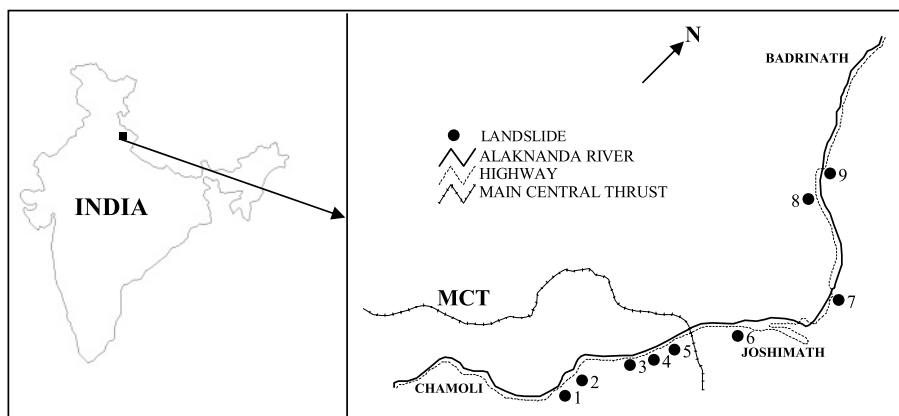 N
BADRINATH
LANDSLIDE
ALAKNANDA RIVER
HIGHWAY
MAIN CENTRAL THRUST
INDIA
9
8
MCT
7
6
JOSHIMATH
5
4
3
CHAMOLI
2
1